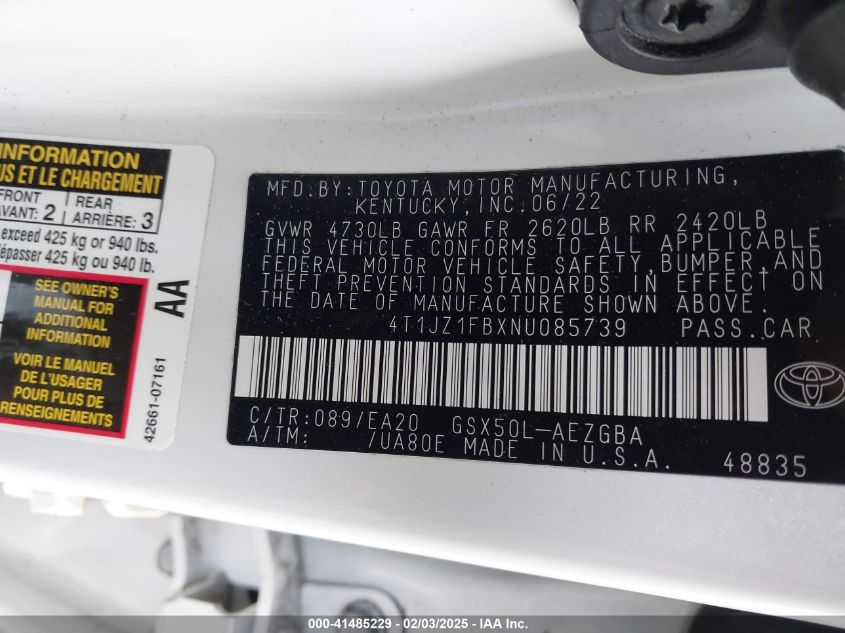 INFORMATION
US ET LE CHARGEMENT
FRONT
AVANT: 2
REAR
ARRIÈRE: 3
exceed 425 kg or 940 lbs.
dépasser 425 kg ou 940 lb.
SEE OWNER'S
MANUAL FOR
ADDITIONAL
INFORMATION
VOIR LE MANUEL
DE L'USAGER
POUR PLUS DE
RENSEIGNEMENTS
AA
42661-07161
MFD.BY:TOYOTA MOTOR MANUFACTURING,
KENTUCKY,INC.06/22
GVWR 4730LB GAWR FR 2620LB RR 2420LB
THIS VEHICLE CONFORMS TO ALL APPLICABLE
FEDERAL MOTOR VEHICLE SAFETY,BUMPER,AND
THEFT PREVENTION STANDARDS IN EFFECT ON
THE DATE OF MANUFACTURE SHOWN ABOVE.
4T1JZ1FBXNU085739 PASS.CAR
C/TR:089/EA20 GSX50L-AEZGBA
A/TM: /UA80E MADE IN U.S.A.
48835
000-41485229 - 02/03/2025 - IAA Inc.